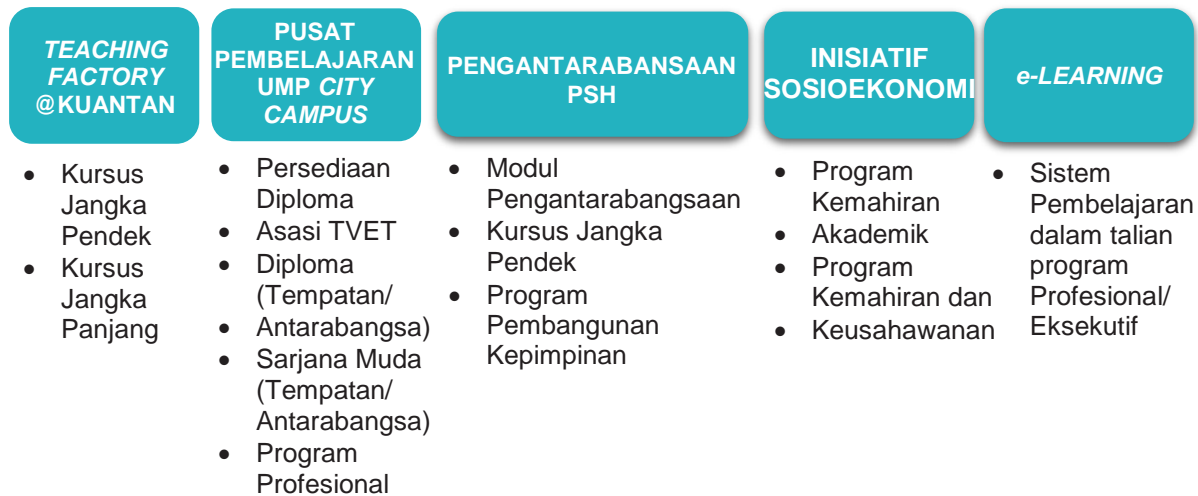 TEACHING
FACTORY
@KUANTAN
• Kursus
Jangka
Pendek
• Kursus
Jangka
Panjang
PUSAT
PEMBELAJARAN
UMP CITY
CAMPUS
• Persediaan
Diploma
• Asasi TVET
• Diploma
(Tempatan/
• Antarabangsa)
• Sarjana Muda
(Tempatan/
Antarabangsa)
• Program
Profesional
PENGANTARABANSAAN
PSH
• Modul
Pengantarabangsaan
• Kursus Jangka
Pendek
• Program
Pembangunan
Kepimpinan
INISIATIF
SOSIOEKONOMI
• Program
Kemahiran
• Akademik
• Program
Kemahiran dan
• Keusahawanan
e-LEARNING
• Sistem
Pembelajaran
dalam talian
program
Profesional/
Eksekutif